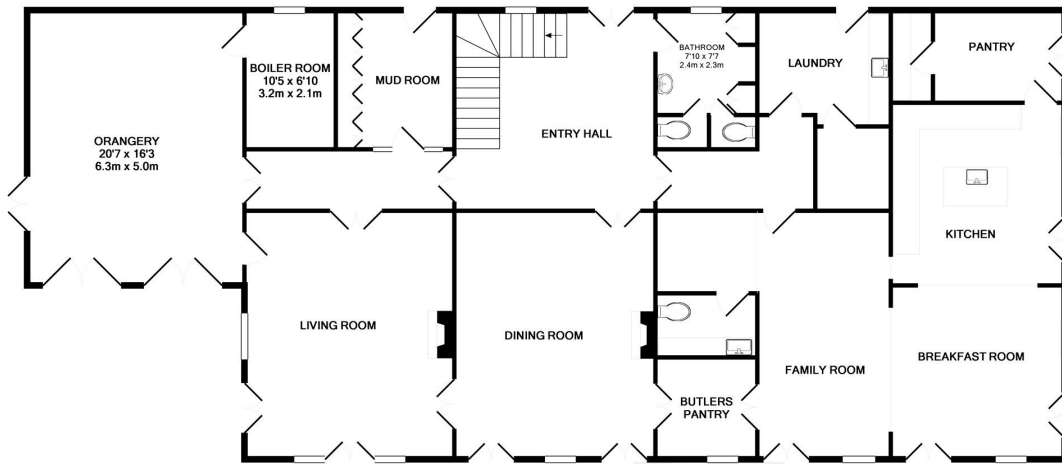 BOILER ROOM
10'5 x 6'10
3.2m x 2.1m
MUD ROOM
BATHROOM
7'10 x 7'7
2.4m x 2.3m
LAUNDRY
PANTRY
ORANGERY
20'7 x 16'3
6.3m x 5.0m
ENTRY HALL
KITCHEN
LIVING ROOM
DINING ROOM
BUTLERS
PANTRY
FAMILY ROOM
BREAKFAST ROOM